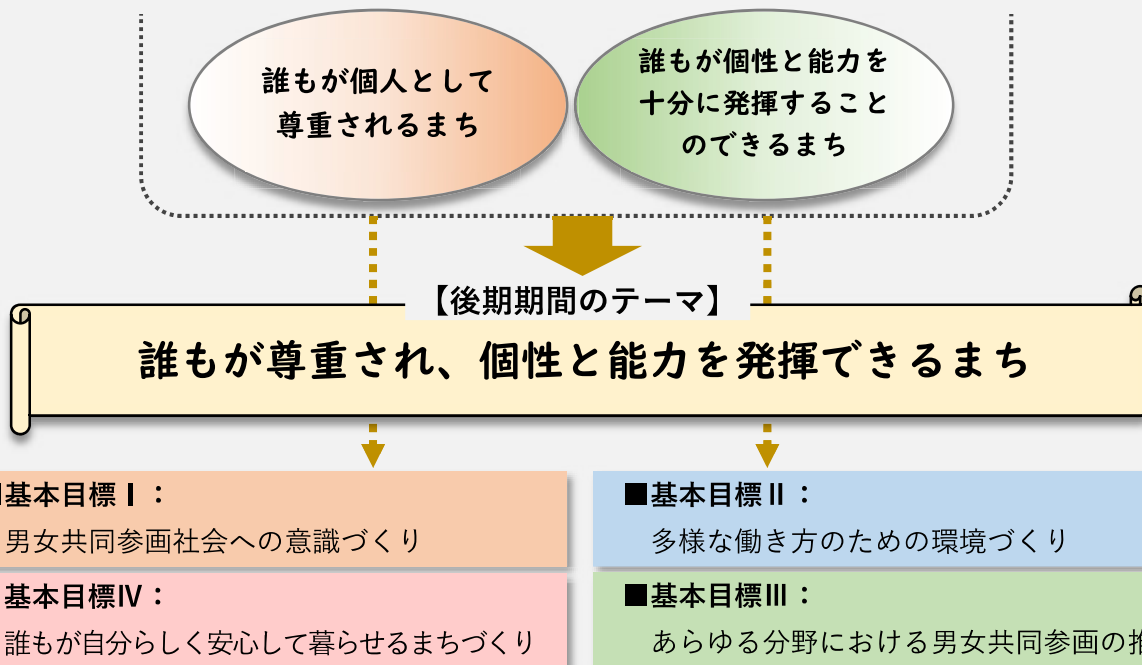 誰もが個人として
尊重されるまち
誰もが個性と能力を
十分に発揮すること
のできるまち
【後期期間のテーマ】
誰もが尊重され、個性と能力を発揮できるまち
基本目標Ⅰ：
男女共同参画社会への意識づくり
■基本目標Ⅱ：
多様な働き方のための環境づくり
基本目標Ⅳ：
誰もが自分らしく安心して暮らせるまちづくり
■基本目標Ⅲ：
あらゆる分野における男女共同参画の推